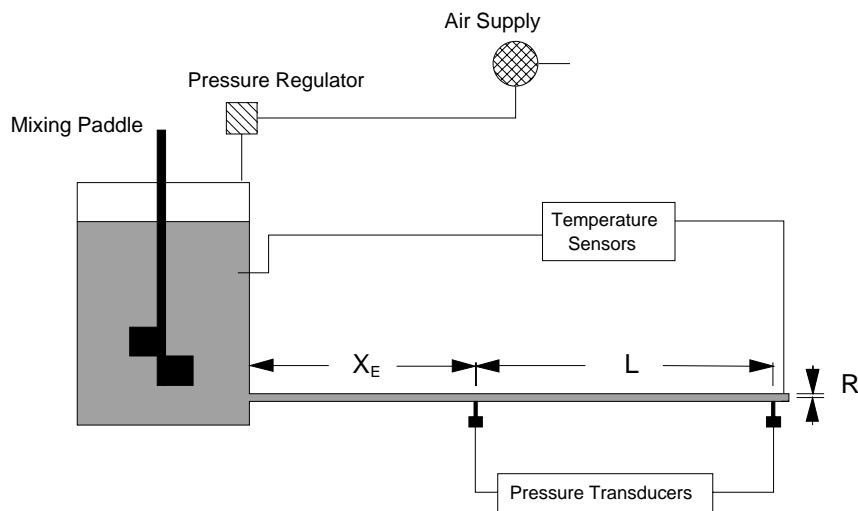 Air Supply
Pressure Regulator
Mixing Paddle
Temperature
Sensors
X_E
L
R
Pressure Transducers